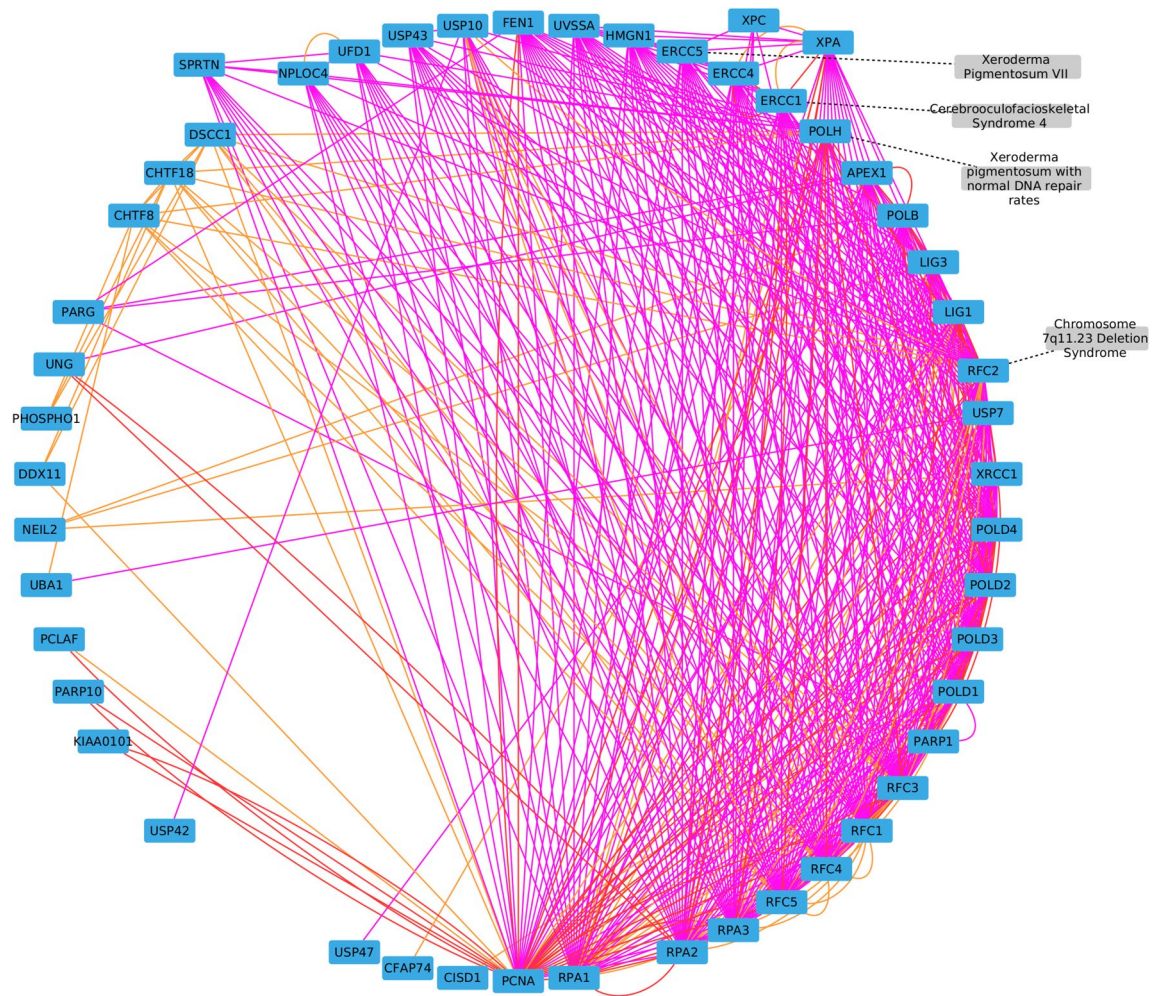 XPC
FEN1
UVSSA
USP10
USP43
HMGN1
XPA
UFD1
ERCC5
SPRTN
NPLOC4
ERCC4
Xeroderma
Pigmentosum VII
ERCC1
Cerebrooculofacioskeletal
Syndrome 4
DSCC1
POLH
CHTF18
APEX1
Xeroderma
pigmentosum with
normal DNA repair
rates
CHTF8
POLB
LIG3
PARG
LIG1
UNG
RFC2
Chromosome
7q11.23 Deletion
Syndrome
PHOSPHO1
USP7
DDX11
XRCC1
NEIL2
POLD4
UBA1
POLD2
PCLAF
POLD3
PARP10
POLD1
KIAA0101
PARP1
RFC3
USP42
RFC1
RFC4
RFC5
RPA3
USP47
RPA2
CFAP74
CISD1
PCNA
RPA1